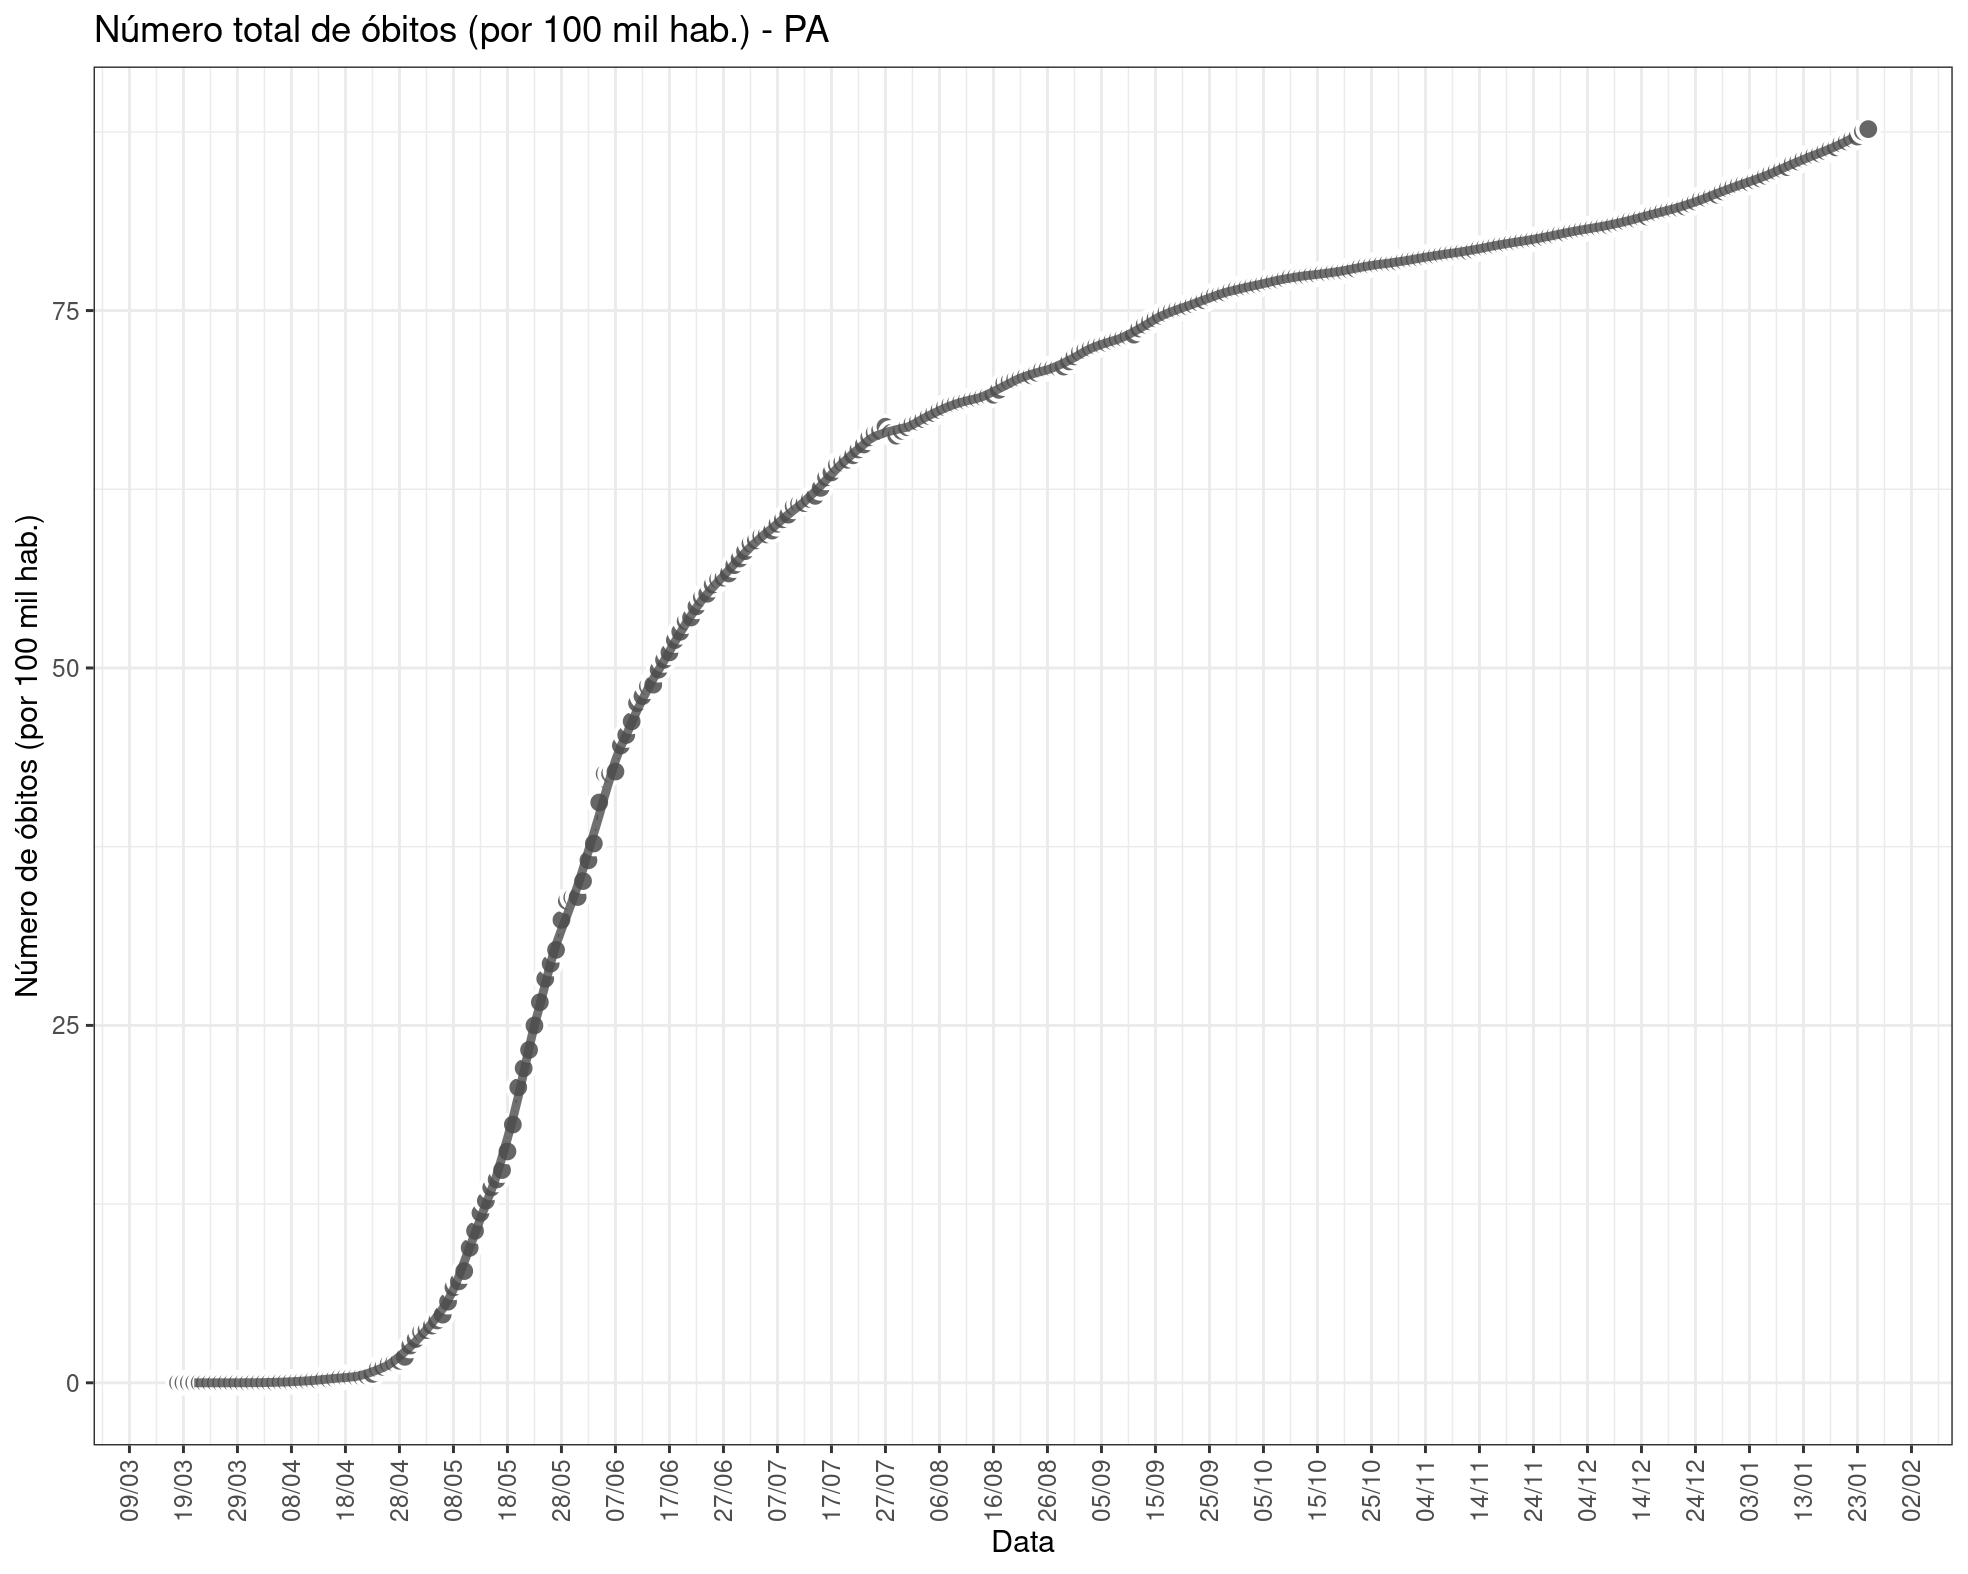 Número total de óbitos (por 100 mil hab.) - PA
Número de óbitos (por 100 mil hab.)
75
50
25
0
09/03 19/03 29/03 08/04 18/04 28/04 08/05 18/05 28/05 07/06 17/06 27/06 07/07 17/07 27/07 06/08 16/08 26/08 05/09 15/09 25/09 05/10 15/10 25/10 04/11 14/11 24/11 04/12 14/12 24/12 03/01 13/01 23/01 02/02
Data